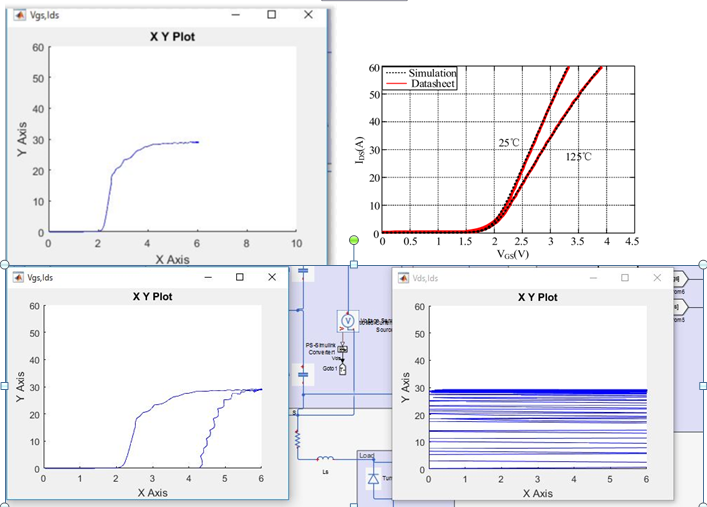 Vgs,Ids
X Y Plot
60
50
40
30
20
10
0
Y Axis
0 2 4 6 8 10
X Axis
60
50
40
30
20
10
0
IDS(A)
Simulation
Datasheet
25℃
125℃
0 0.5 1 1.5 2 2.5 3 3.5 4 4.5
VGS(V)
Vgs,Ids
X Y Plot
60
50
40
30
20
10
0
Y Axis
0 1 2 3 4 5 6
X Axis
V
PS-Simulink
Converter1
Goto1
Ls
Load
Vds,Ids
X Y Plot
60
50
40
30
20
10
0
Y Axis
0 1 2 3 4 5 6
X Axis